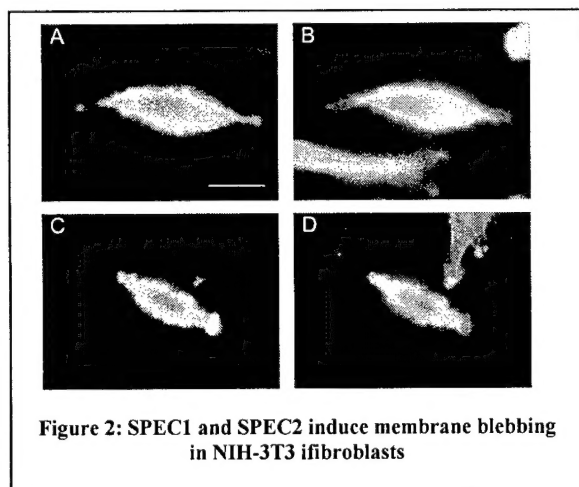 A
B
C
D
Figure 2: SPEC1 and SPEC2 induce membrane blebbing
in NIH-3T3 ifibroblasts